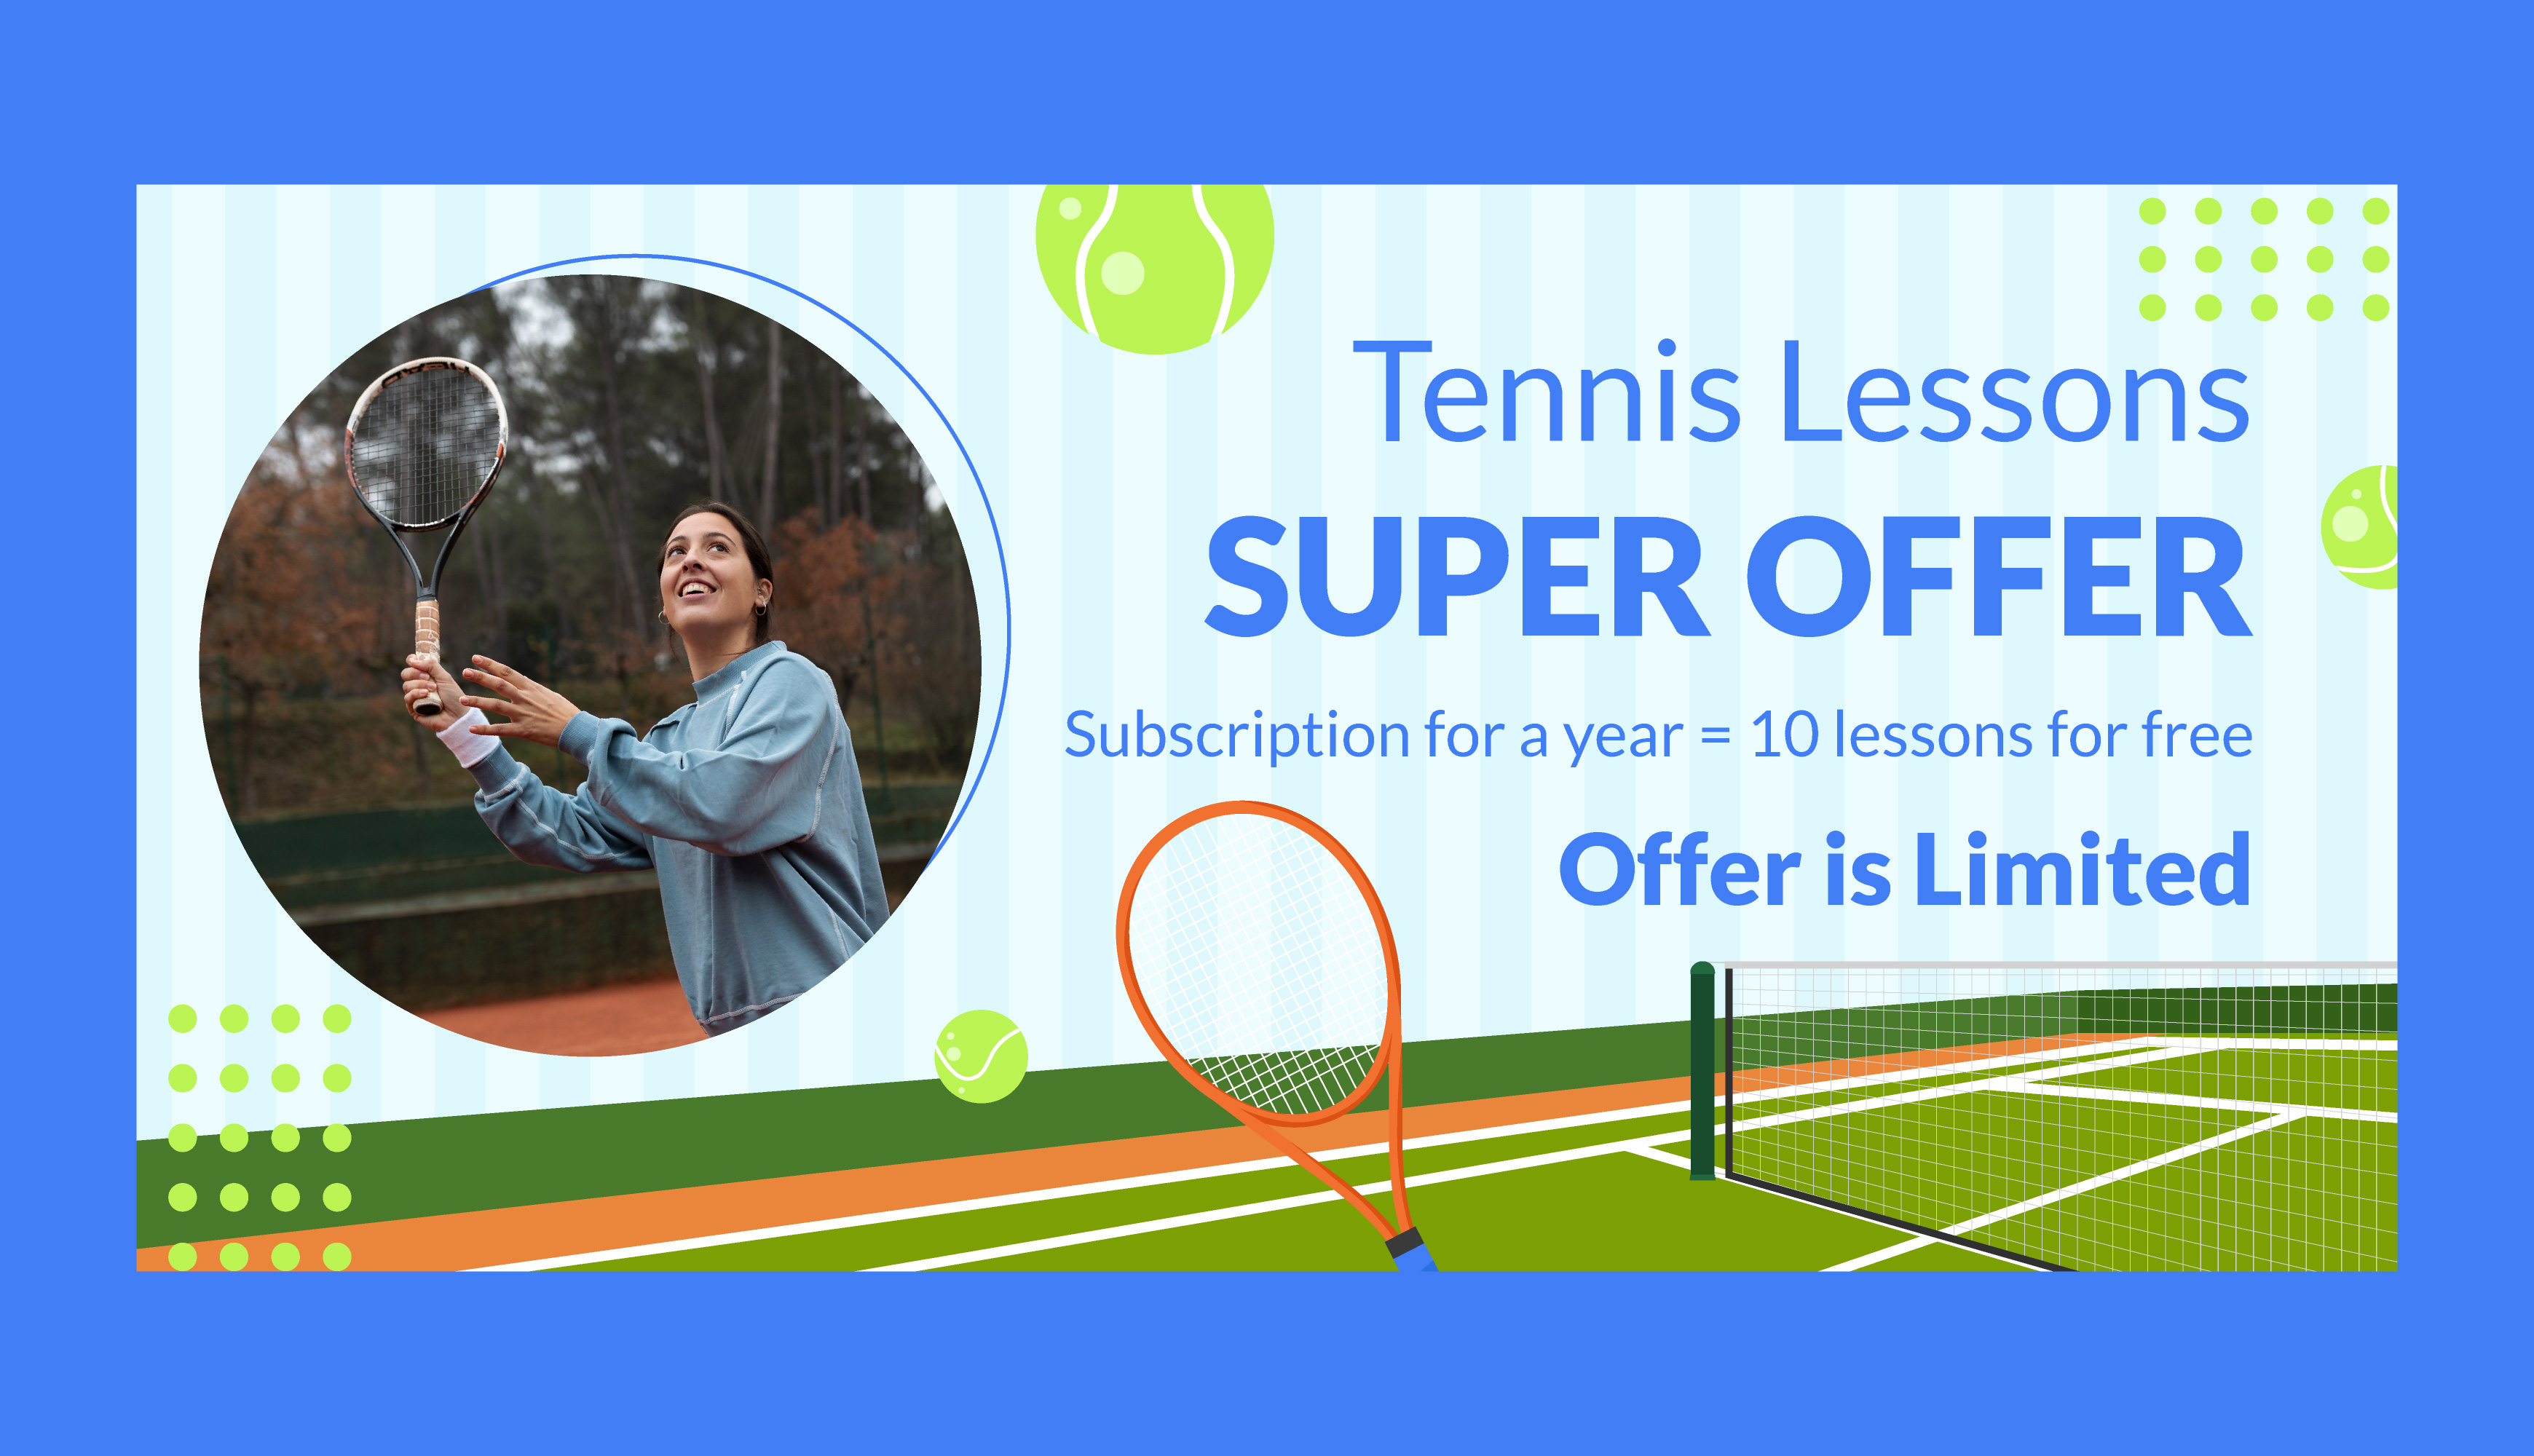 Tennis Lessons
SUPER OFFER
Subscription for a year = 10 lessons for free
Offer is Limited